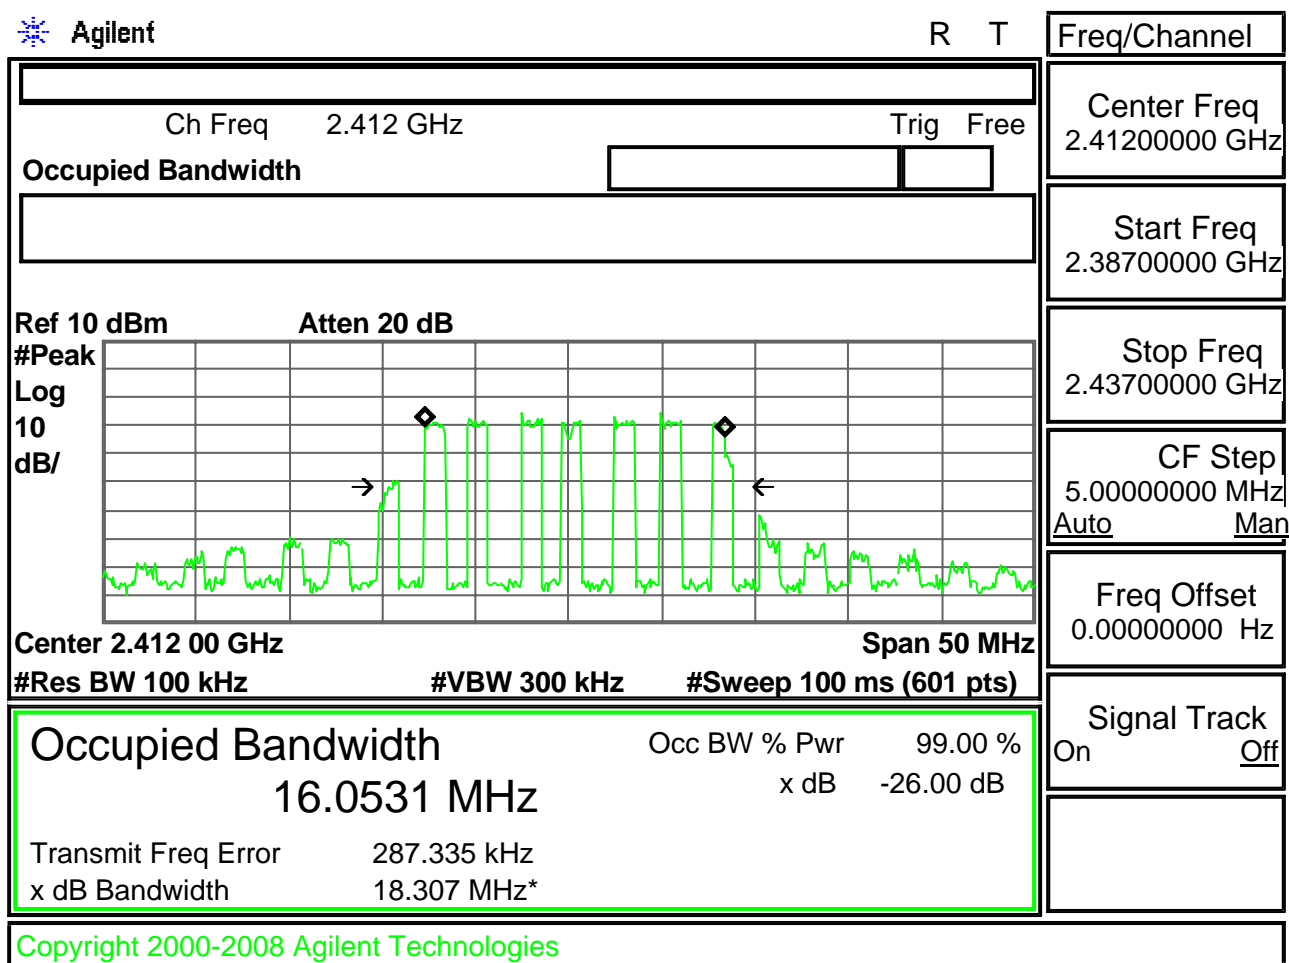 Agilent R T
Ch Freq 2.412 GHz Trig Free
Occupied Bandwidth
Ref 10 dBm Atten 20 dB
#Peak
Log
10
dB/
Center 2.412 00 GHz Span 50 MHz
#Res BW 100 kHz #VBW 300 kHz #Sweep 100 ms (601 pts)
Occupied Bandwidth Occ BW % Pwr 99.00 %
16.0531 MHz x dB -26.00 dB
Transmit Freq Error 287.335 kHz
x dB Bandwidth 18.307 MHz*
Copyright 2000-2008 Agilent Technologies
Freq/Channel
Center Freq
2.41200000 GHz
Start Freq
2.38700000 GHz
Stop Freq
2.43700000 GHz
CF Step
5.00000000 MHz
Auto Man
Freq Offset
0.00000000 Hz
Signal Track
On Off